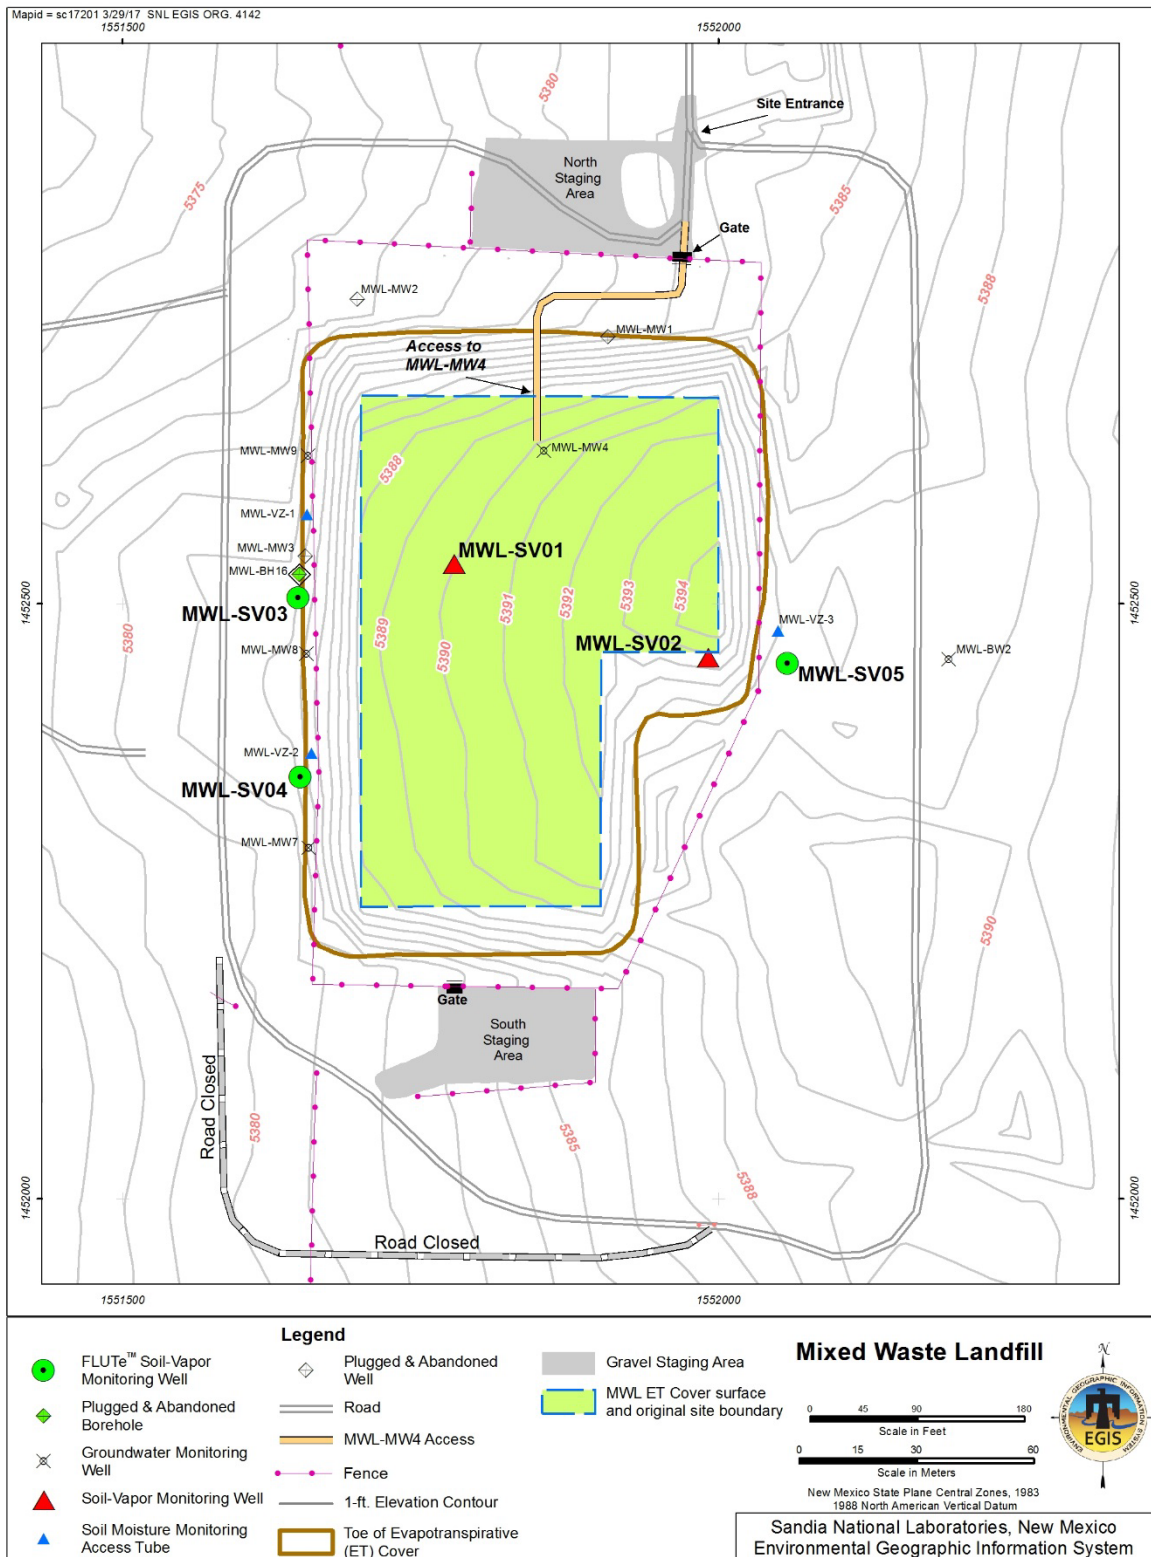 Mapid = sc17201 3/29/17 SNL EGIS ORG. 4142
1551500
1552000
5380
Site Entrance
North
Staging
Area
5375
5385
Gate
5388
MWL-MW2
MWL-MW1
Access to
MWL-MW4
MWL-MW4
MWL-MW9
5388
MWL-VZ-1
MWL-MW3
MWL-SV01
MWL-BH16
1452500
1452500
MWL-SV03
5380
5389
5390
5391
5392
5393
5394
MWL-VZ-3
MWL-MW8
MWL-SV02
MWL-BW2
MWL-SV05
MWL-VZ-2
MWL-SV04
MWL-MW7
5390
Gate
South
Staging
Area
Road Closed
5380
5385
5388
1452000
1452000
Road Closed
1551500
1552000
Legend
FLUTe™ Soil-Vapor
Monitoring Well
Plugged & Abandoned
Borehole
Groundwater Monitoring
Well
Soil-Vapor Monitoring Well
Soil Moisture Monitoring
Access Tube
Plugged & Abandoned
Well
Road
MWL-MW4 Access
Fence
1-ft. Elevation Contour
Toe of Evapotranspirative
(ET) Cover
Gravel Staging Area
MWL ET Cover surface
and original site boundary
Mixed Waste Landfill
0 45 90 180
Scale in Feet
0 15 30 60
Scale in Meters
New Mexico State Plane Central Zones, 1983
1988 North American Vertical Datum
N
ENVIRONMENTAL GEOGRAPHIC INFORMATION SYSTEM
EGIS
Sandia National Laboratories, New Mexico
Environmental Geographic Information System